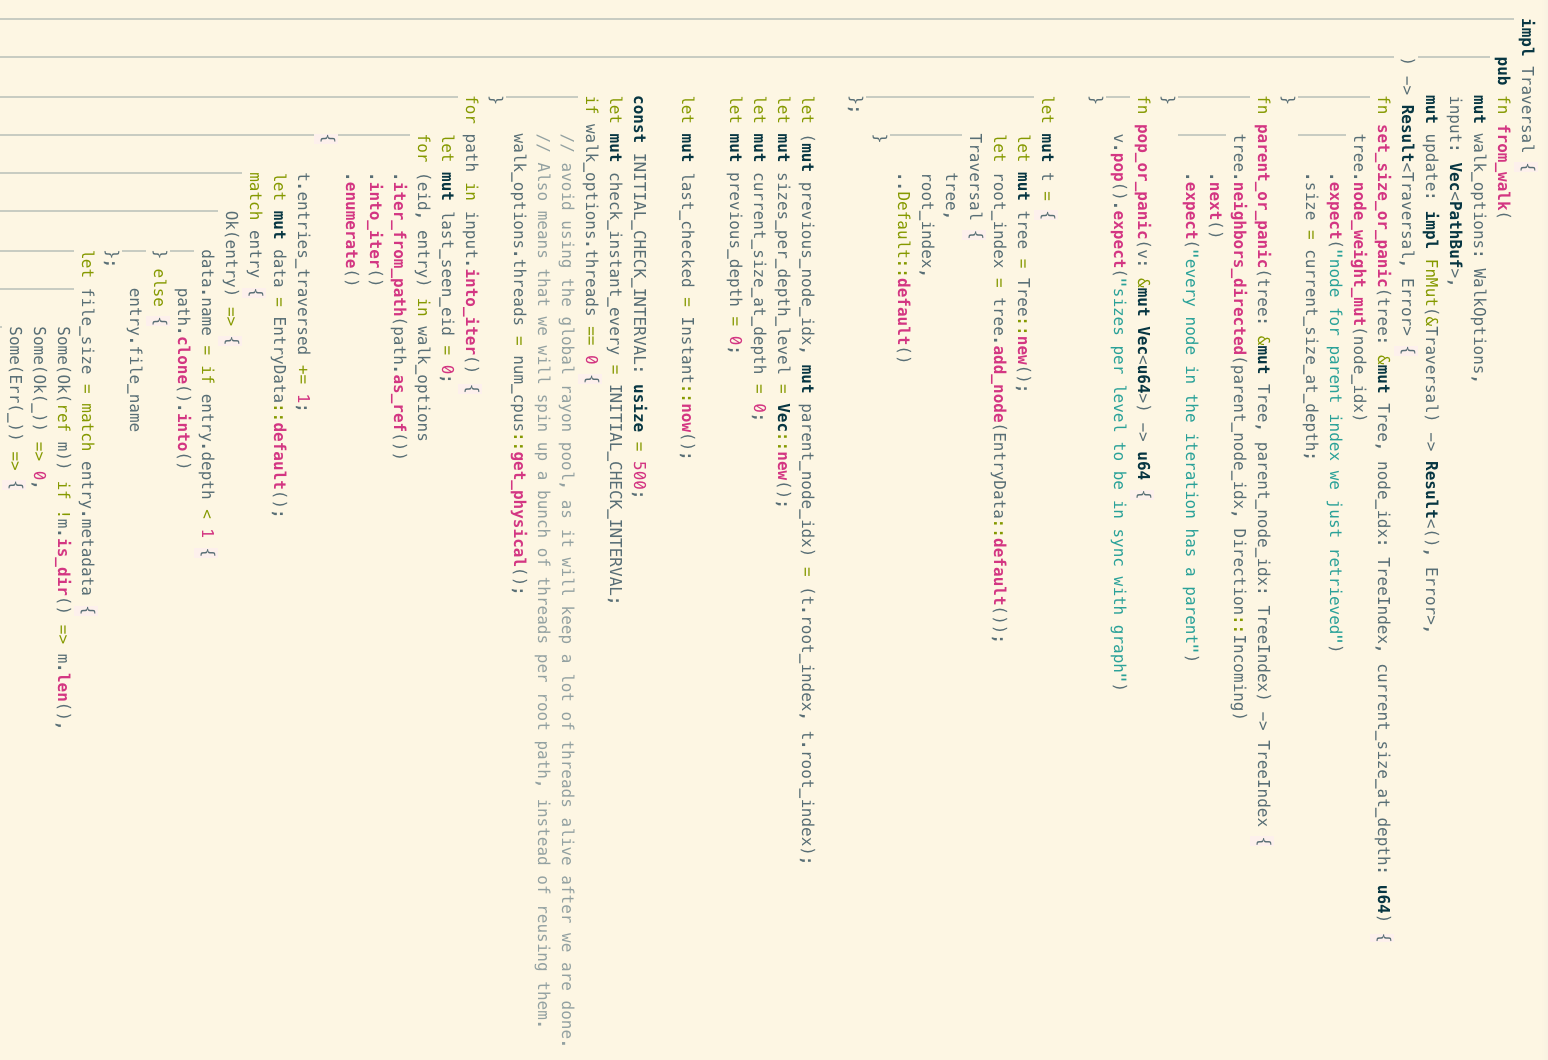 impl Traversal {
    pub fn from_walk(
        mut walk_options: WalkOptions,
        input: Vec<PathBuf>,
        mut update: impl FnMut(&Traversal) -> Result<(), Error>,
    ) -> Result<Traversal, Error> {
        fn set_size_or_panic(tree: &mut Tree, node_idx: TreeIndex, current_size_at_depth: u64) {
            tree.node_weight_mut(node_idx)
                .expect("node for parent index we just retrieved")
                .size = current_size_at_depth;
        }
        fn parent_or_panic(tree: &mut Tree, parent_node_idx: TreeIndex) -> TreeIndex {
            tree.neighbors_directed(parent_node_idx, Direction::Incoming)
                .next()
                .expect("every node in the iteration has a parent")
        }
        fn pop_or_panic(v: &mut Vec<u64>) -> u64 {
            v.pop().expect("sizes per level to be in sync with graph")
        }

        let mut t = {
            let mut tree = Tree::new();
            let root_index = tree.add_node(EntryData::default());
            Traversal {
                tree,
                root_index,
                ..Default::default()
            }
        };

        let (mut previous_node_idx, mut parent_node_idx) = (t.root_index, t.root_index);
        let mut sizes_per_depth_level = Vec::new();
        let mut current_size_at_depth = 0;
        let mut previous_depth = 0;

        let mut last_checked = Instant::now();

        const INITIAL_CHECK_INTERVAL: usize = 500;
        let mut check_instant_every = INITIAL_CHECK_INTERVAL;
        if walk_options.threads == 0 {
            // avoid using the global rayon pool, as it will keep a lot of threads alive after we are done.
            // Also means that we will spin up a bunch of threads per root path, instead of reusing them.
            walk_options.threads = num_cpus::get_physical();
        }
        for path in input.into_iter() {
            let mut last_seen_eid = 0;
            for (eid, entry) in walk_options
                .iter_from_path(path.as_ref())
                .into_iter()
                .enumerate()
            {
                t.entries_traversed += 1;
                let mut data = EntryData::default();
                match entry {
                    Ok(entry) => {
                        data.name = if entry.depth < 1 {
                            path.clone().into()
                        } else {
                            entry.file_name
                        };
                        let file_size = match entry.metadata {
                            Some(Ok(ref m)) if !m.is_dir() => m.len(),
                            Some(Ok(_)) => 0,
                            Some(Err(_)) => {